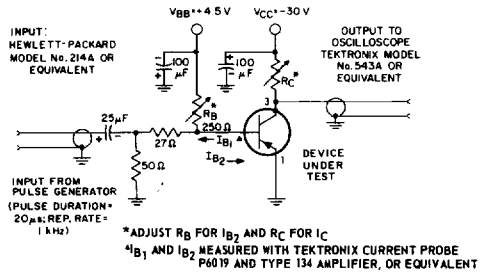 VBB=+4.5 V
VCC=-30 V
INPUT:
HEWLETT-PACKARD
MODEL No.214A OR
EQUIVALENT
OUTPUT TO
OSCILLOSCOPE
TEKTRONIX MODEL
No.543A OR
EQUIVALENT
100
μF
100
μF
RB*
RC*
3
25μF
27Ω
250Ω
IB1
IB2
50Ω
1
DEVICE
UNDER
TEST
INPUT FROM
PULSE GENERATOR
(PULSE DURATION=
20μs; REP. RATE=
1 kHz)
*ADJUST RB FOR IB2 AND RC FOR IC
▲IB1 AND IB2 MEASURED WITH TEKTRONIX CURRENT PROBE
P6019 AND TYPE 134 AMPLIFIER, OR EQUIVALENT